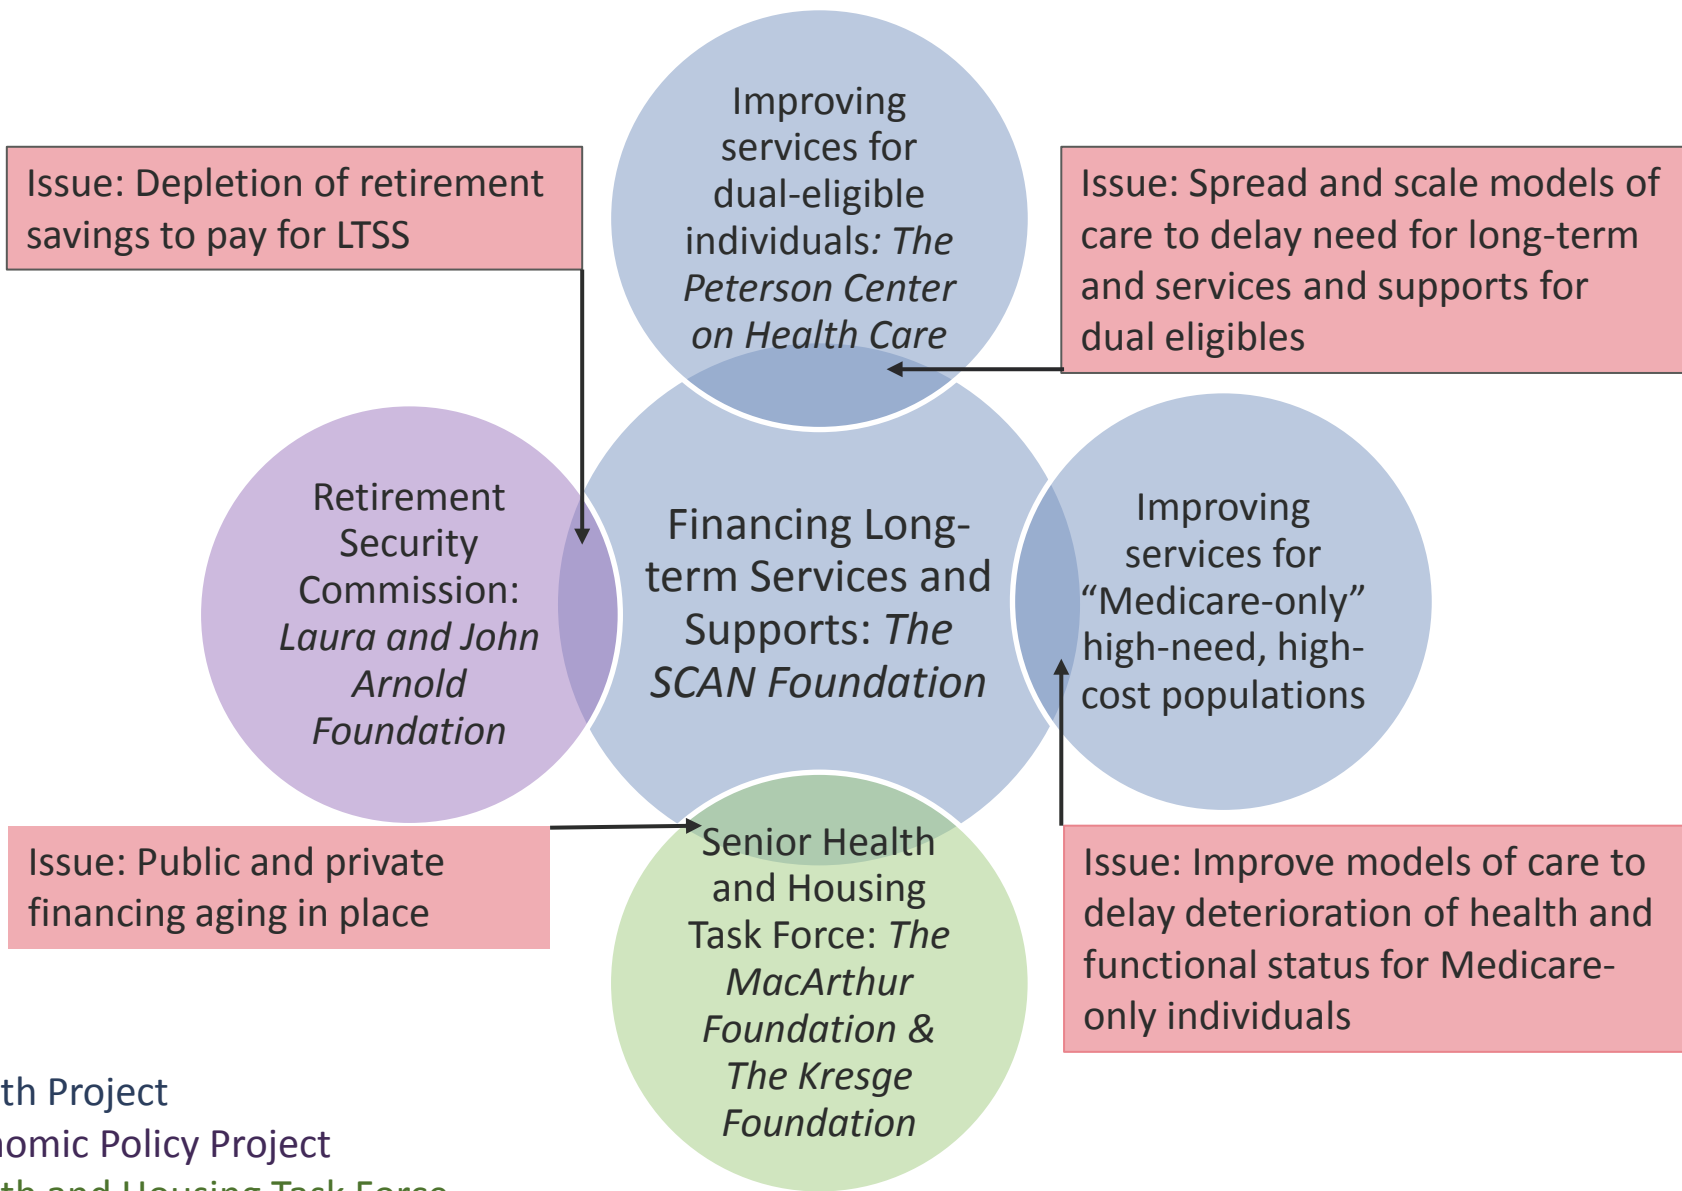 Improving
services for
dual-eligible
individuals: The
Peterson Center
on Health Care
Issue: Depletion of retirement
savings to pay for LTSS
Issue: Spread and scale models of
care to delay need for long-term
and services and supports for
dual eligibles
Retirement
Security
Commission:
Laura and John
Arnold
Foundation
Financing Long-
term Services and
Supports: The
SCAN Foundation
Improving
services for
“Medicare-only”
high-need, high-
cost populations
Issue: Public and private
financing aging in place
Senior Health
and Housing
Task Force: The
MacArthur
Foundation &
The Kresge
Foundation
Issue: Improve models of care to
delay deterioration of health and
functional status for Medicare-
only individuals
Project
Policy Project
and Housing Task Force